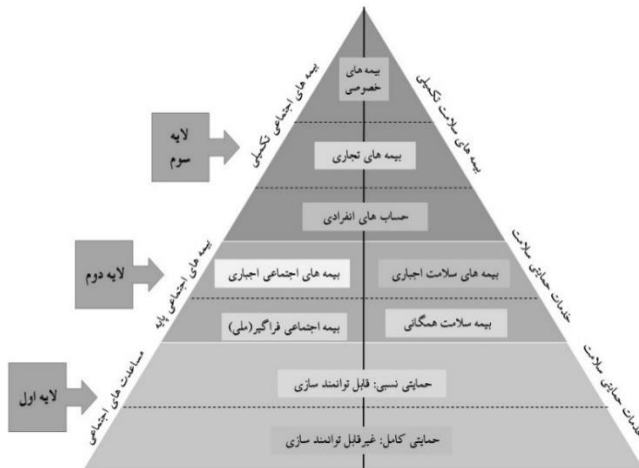 بیمه های
خصوصی
بیمه های اجتماعی تکمیلی
بیمه های سلامت تکمیلی
لایه
سوم
بیمه های تجاری
حساب های انفرادی
لایه دوم
بیمه های اجتماعی پایه
بیمه های اجتماعی اجباری
بیمه های سلامت اجباری
خدمات حمایتی سلامت
بیمه اجتماعی فراگیر(ملی)
بیمه سلامت همگانی
لایه اول
مساعدت های اجتماعی
حمایتی نسبی: قابل توانمند سازی
خدمات حمایتی سلامت
حمایتی کامل: غیرقابل توانمند سازی